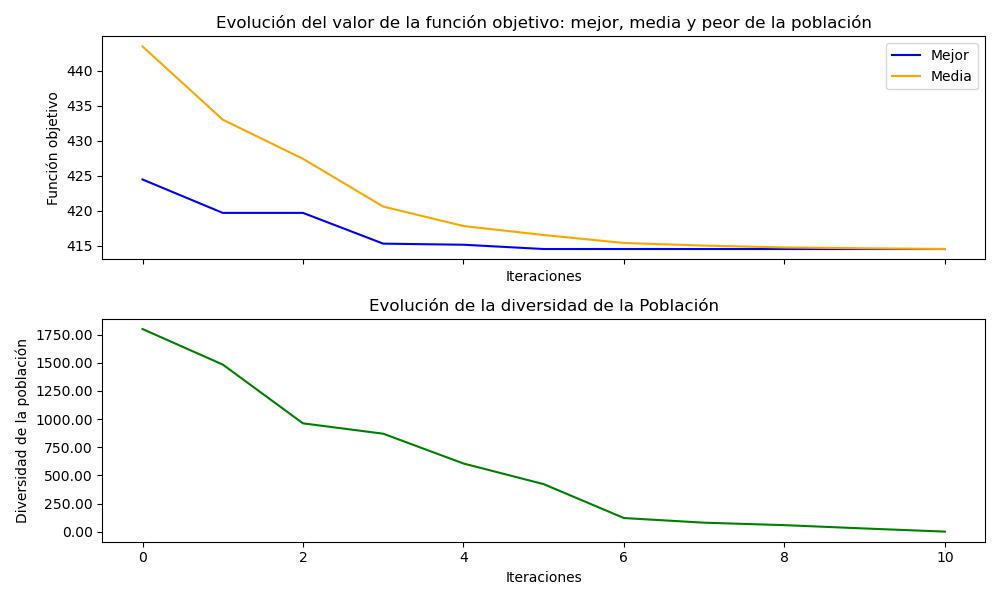 Evolución del valor de la función objetivo: mejor, media y peor de la población
Mejor
Media
Función objetivo
440
435
430
425
420
415
Iteraciones
Evolución de la diversidad de la Población
Diversidad de la población
1750.00
1500.00
1250.00
1000.00
750.00
500.00
250.00
0.00
0 2 4 6 8 10
Iteraciones